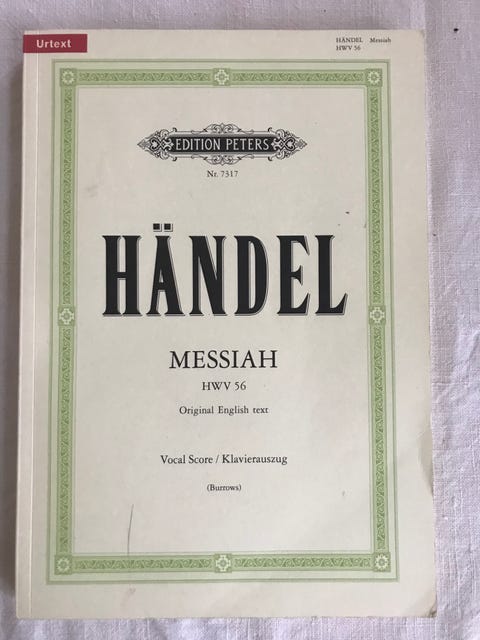 Urtext
HÄNDEL Messiah
HWV 56
EDITION PETERS
Nr. 7317
HÄNDEL
MESSIAH
HWV 56
Original English text
Vocal Score / Klavierauszug
(Burrows)